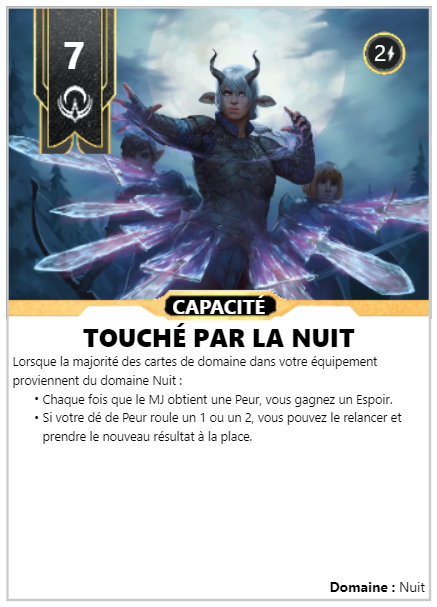 7
2
CAPACITÉ
TOUCHÉ PAR LA NUIT
Lorsque la majorité des cartes de domaine dans votre équipement
proviennent du domaine Nuit :
• Chaque fois que le MJ obtient une Peur, vous gagnez un Espoir.
• Si votre dé de Peur roule un 1 ou un 2, vous pouvez le relancer et
prendre le nouveau résultat à la place.
Domaine : Nuit